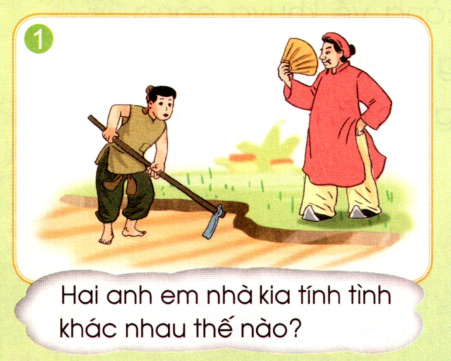 1
Hai anh em nhà kia tính tình
khác nhau thế nào?